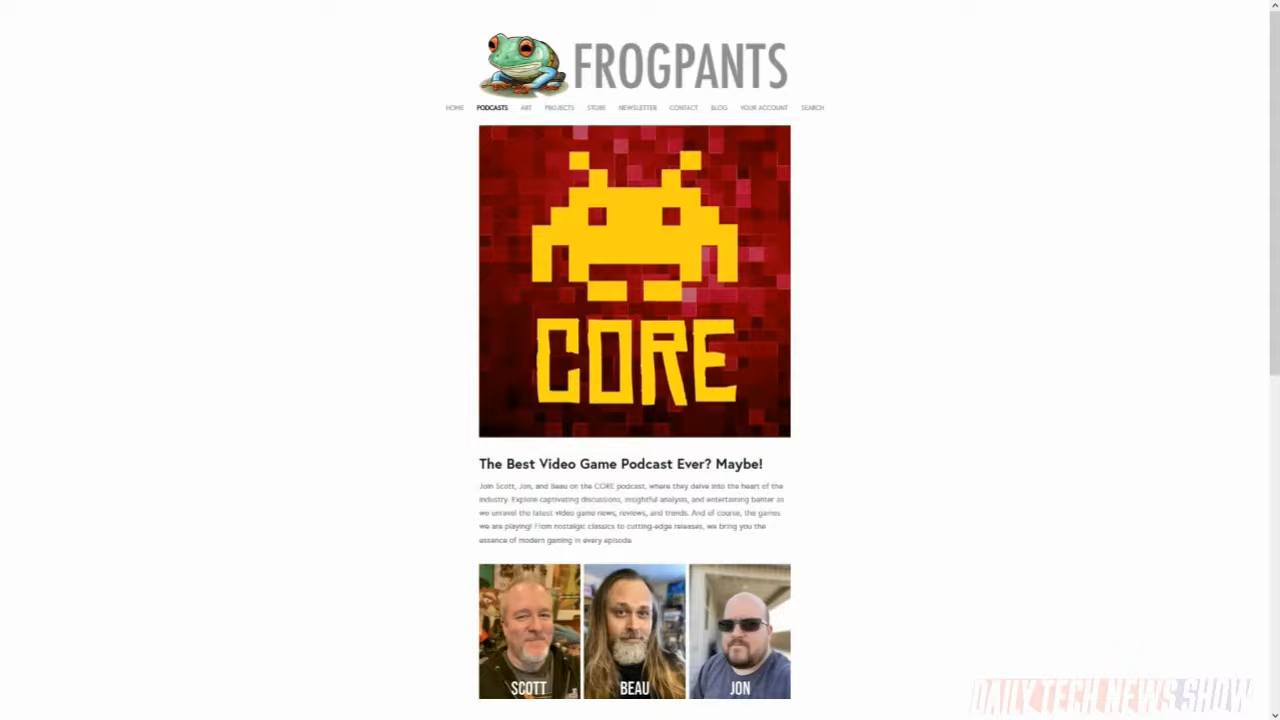 FROGPANTS
HOME PODCASTS ART PROJECTS STORE NEWSLETTER CONTACT BLOG YOUR ACCOUNT SEARCH
CORE
The Best Video Game Podcast Ever? Maybe!
Join Scott, Jon, and Beau on the CORE podcast, where they delve into the heart of the
industry. Explore captivating discussions, insightful analysis, and entertaining banter as
we unravel the latest video game news, reviews, and trends. And of course, the games
we are playing! From nostalgic classics to cutting-edge releases, we bring you the
essence of modern gaming in every episode
SCOTT BEAU JON
DAILY TECH NEWS SHOW